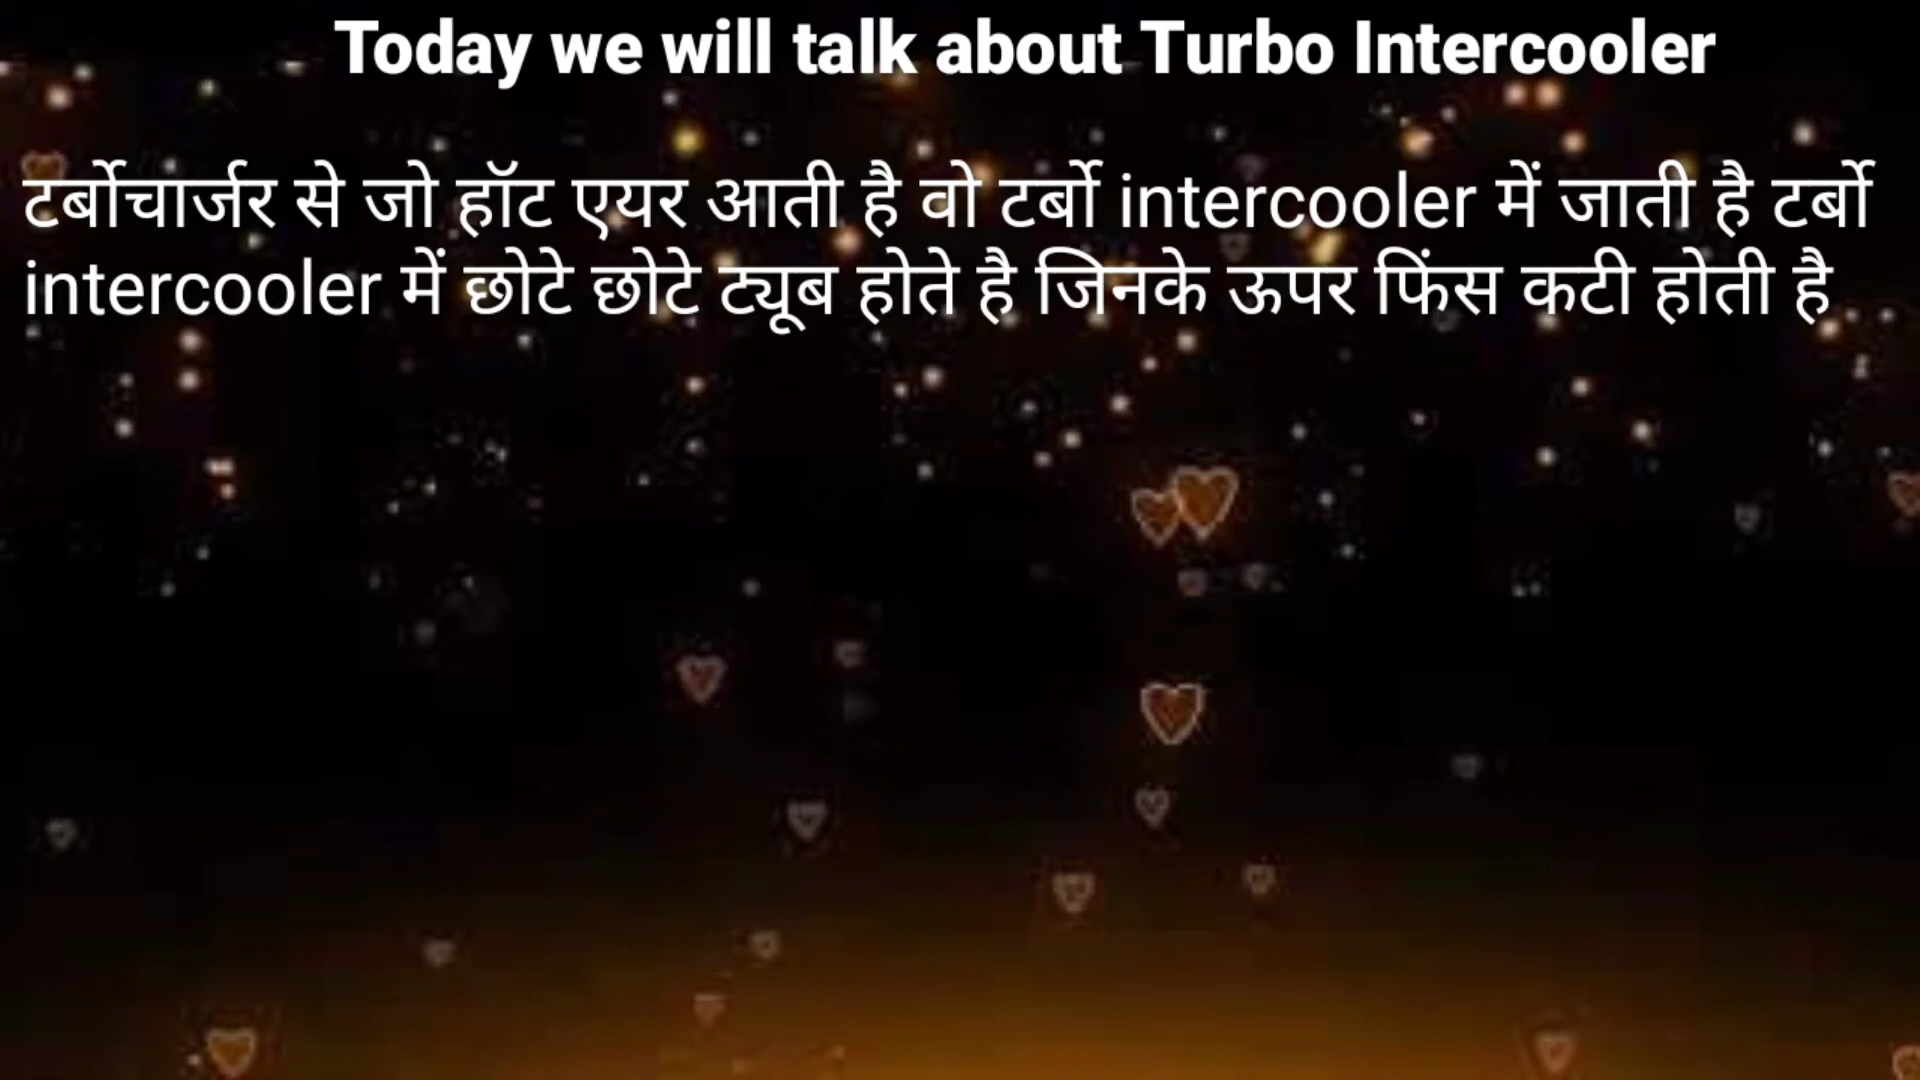 Today we will talk about Turbo Intercooler
टर्बोचार्जर से जो हॉट एयर आती है वो टर्बो intercooler में जाती है टर्बो
intercooler में छोटे छोटे ट्यूब होते है जिनके ऊपर फिंस कटी होती है